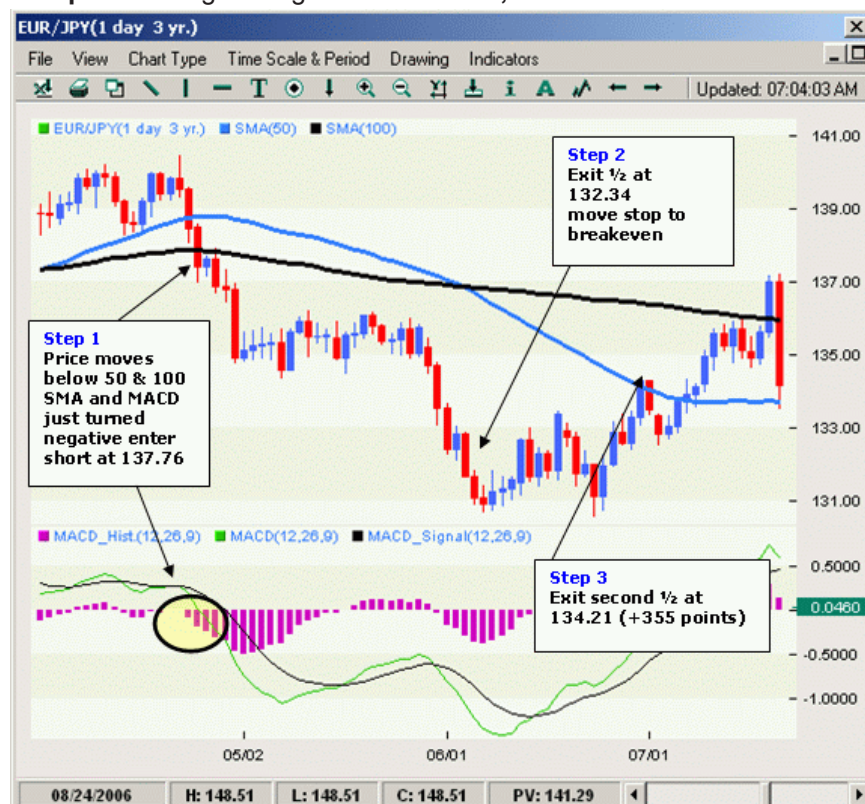 EUR/JPY(1 day 3 yr.)
File View Chart Type Time Scale & Period Drawing Indicators
Updated: 07:04:03 AM
EUR/JPY(1 day 3 yr.) SMA(50) SMA(100)
141.00
139.00
137.00
135.00
133.00
131.00
Step 2
Exit ½ at
132.34
move stop to
breakeven
Step 1
Price moves
below 50 & 100
SMA and MACD
just turned
negative enter
short at 137.76
MACD_Hist.(12,26,9) MACD(12,26,9) MACD_Signal(12,26,9)
Step 3
Exit second ½ at
134.21 (+355 points)
0.5000
0.0460
-0.5000
-1.0000
05/02 06/01 07/01
08/24/2006 H: 148.51 L: 148.51 C: 148.51 PV: 141.29